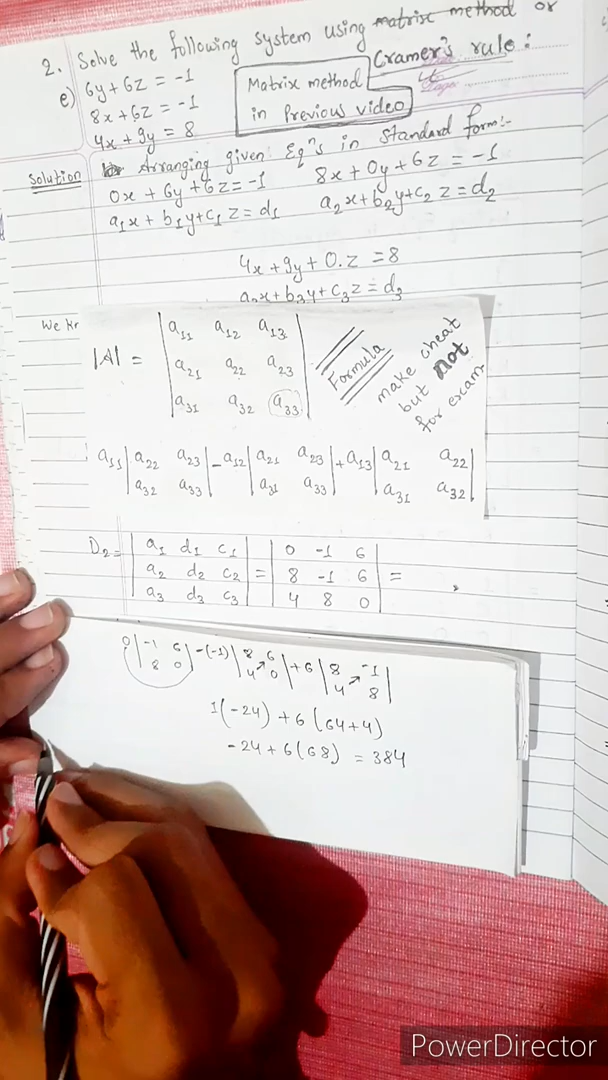 2. Solve the following system using matrix method or
Cramer's rule:
e) 6y + 6z = -1
8x + 6z = -1
4x + 9y = 8
Matrix method
in Previous video
Solution
Arranging given Eqⁿs in standard form:-
0x + 6y + 6z = -1 8x + 0y + 6z = -1
a₁x + b₁y + c₁z = d₁ a₂x + b₂y + c₂z = d₂
4x + 9y + 0.z = 8
a₃x + b₃y + c₃z = d₃
We
|A| = | a₁₁ a₁₂ a₁₃ |
| a₂₁ a₂₂ a₂₃ |
| a₃₁ a₃₂ a₃₃ |
Formula
make cheat
but not
for exam.
a₁₁ | a₂₂ a₂₃ | - a₁₂ | a₂₁ a₂₃ | + a₁₃ | a₂₁ a₂₂ |
| a₃₂ a₃₃ | | a₃₁ a₃₃ | | a₃₁ a₃₂ |
D₂ = | a₁ d₁ c₁ | = | 0 -1 6 | =
| a₂ d₂ c₂ | | 8 -1 6 |
| a₃ d₃ c₃ | | 4 8 0 |
0 | -1 6 | - (-1) | 8 6 | + 6 | 8 -1 |
| 8 0 | | 4 0 | | 4 8 |
1(-24) + 6(64+4)
-24 + 6(68) = 384
PowerDirector